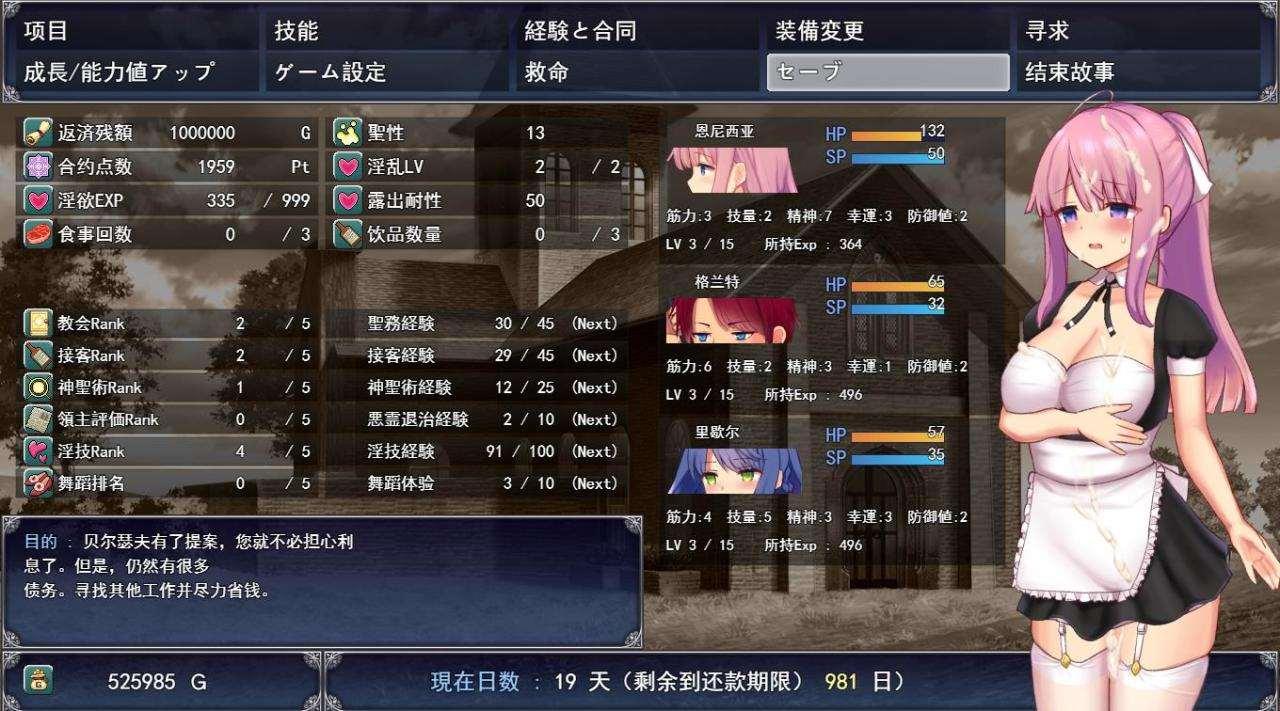 项目 技能 経験と合同 装備変更 寻求
成長/能力値アップ ゲーム設定 救命 セーブ 结束故事
返済残額 1000000 G 聖性 13
合约点数 1959 Pt 淫乱LV 2 / 2
淫欲EXP 335 / 999 露出耐性 50
食事回数 0 / 3 饮品数量 0 / 3
教会Rank 2 / 5 聖務経験 30 / 45 (Next)
接客Rank 2 / 5 接客経験 29 / 45 (Next)
神聖術Rank 1 / 5 神聖術経験 12 / 25 (Next)
領主評価Rank 0 / 5 悪霊退治経験 2 / 10 (Next)
淫技Rank 4 / 5 淫技経験 91 / 100 (Next)
舞蹈排名 0 / 5 舞蹈体验 3 / 10 (Next)
恩尼西亚 HP 132
SP 50
筋力:3 技量:2 精神:7 幸運:3 防御値:2
LV 3 / 15 所持Exp : 364
格兰特 HP 65
SP 32
筋力:6 技量:2 精神:3 幸運:1 防御値:2
LV 3 / 15 所持Exp : 496
里歇尔 HP 57
SP 35
筋力:4 技量:5 精神:3 幸運:3 防御値:2
LV 3 / 15 所持Exp : 496
目的 : 贝尔瑟夫有了提案，您就不必担心利
息了。但是，仍然有很多
债务。寻找其他工作并尽力省钱。
525985 G
現在日数 : 19 天（剩余到还款期限） 981 日）